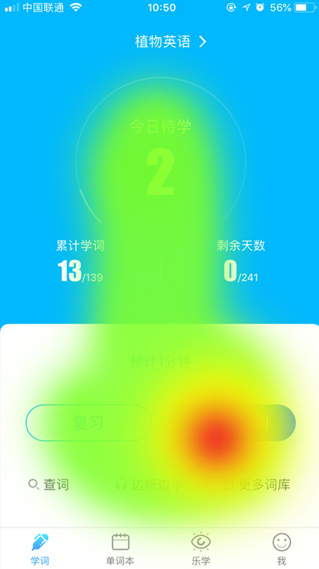 中国联通 10:50 56%
植物英语
今日待学
2
累计学词 剩余天数
13/139 0/241
预计1分钟
复习
查词 边听边学 更多词库
学词 单词本 乐学 我